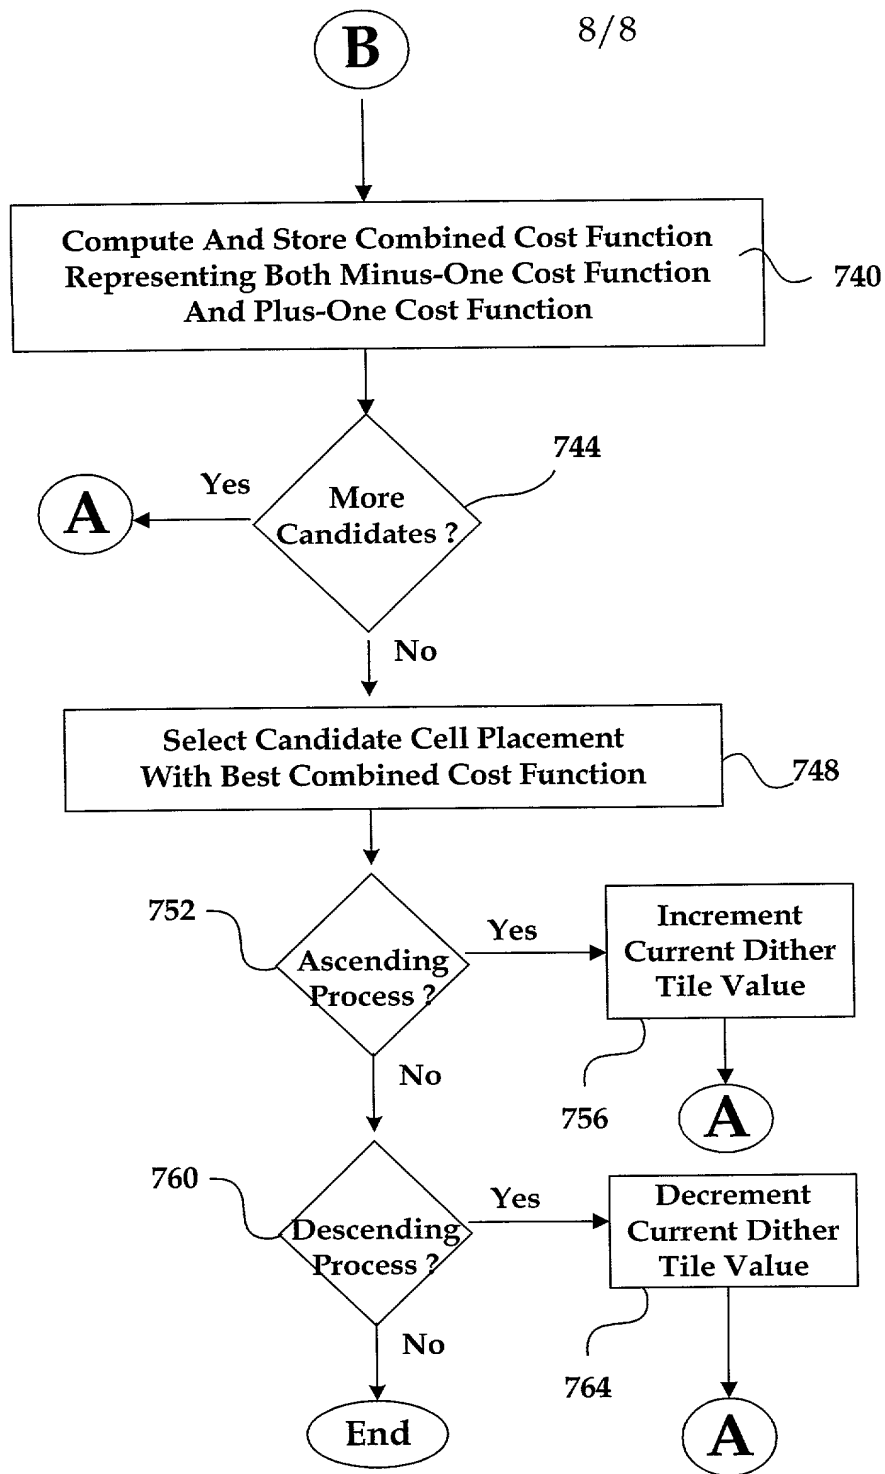 8/8
B
Compute And Store Combined Cost Function
Representing Both Minus-One Cost Function
And Plus-One Cost Function
740
744
Yes
A
More
Candidates ?
No
Select Candidate Cell Placement
With Best Combined Cost Function
748
752
Ascending
Process ?
Yes
Increment
Current Dither
Tile Value
No
756
A
760
Descending
Process ?
Yes
Decrement
Current Dither
Tile Value
No
764
End
A